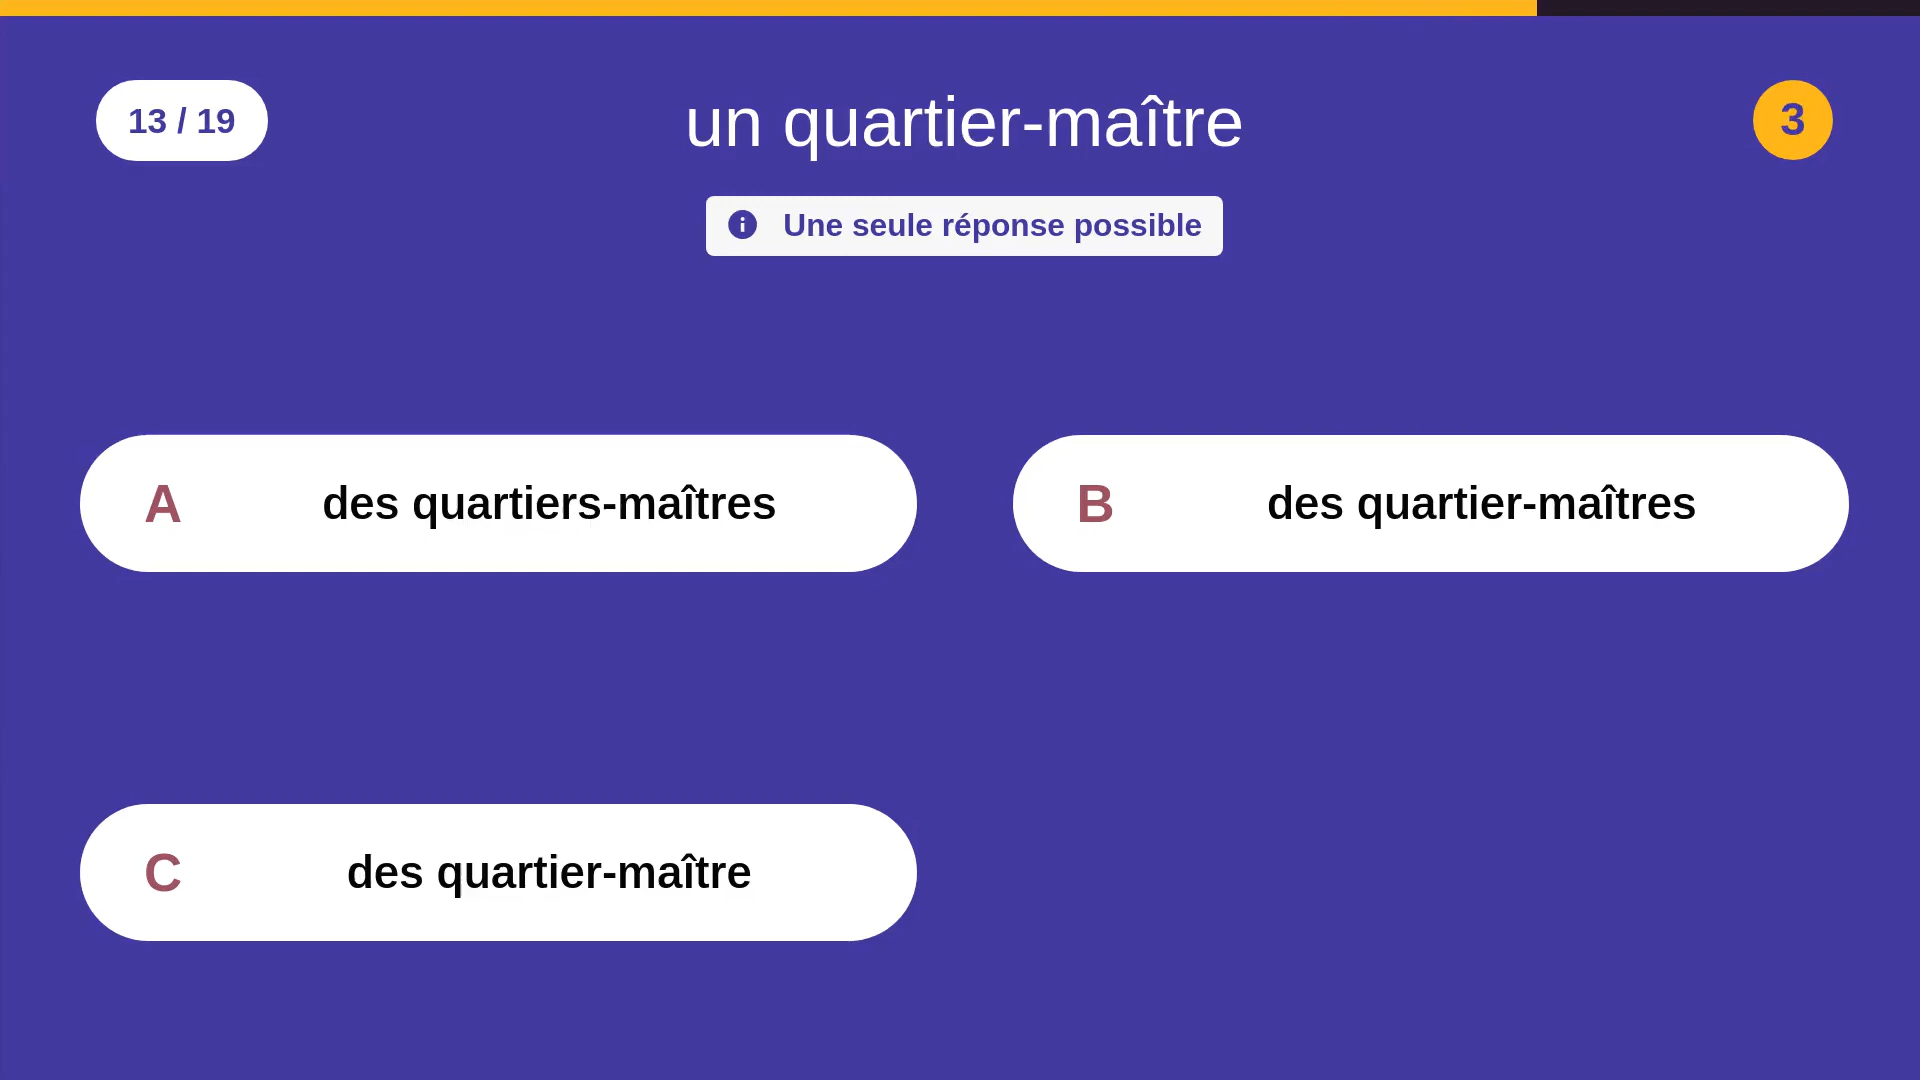 13 / 19
un quartier-maître
3
Une seule réponse possible
A des quartiers-maîtres
B des quartier-maîtres
C des quartier-maître